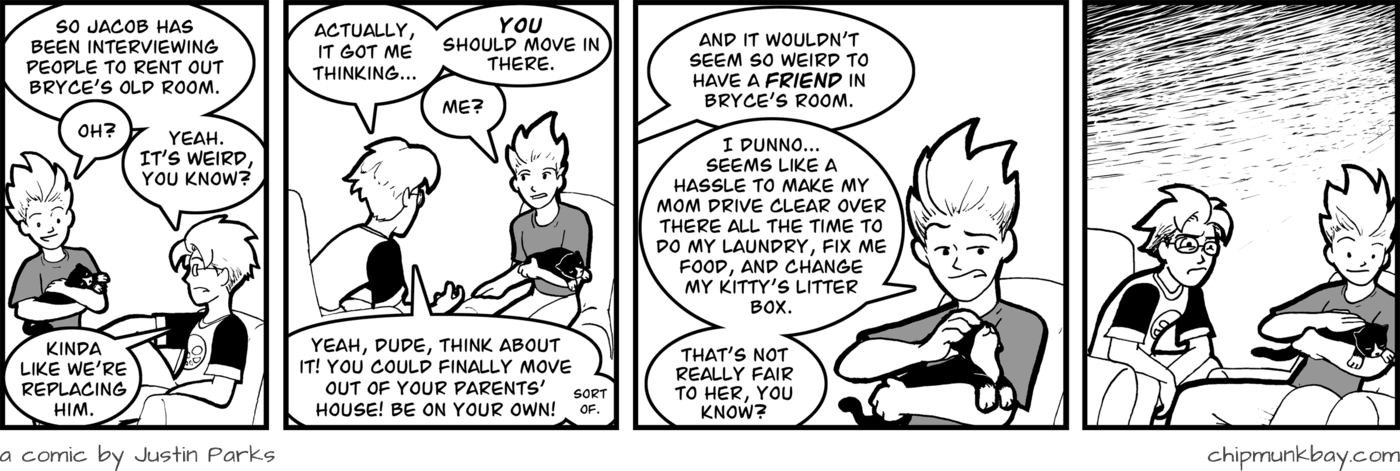 SO JACOB HAS
BEEN INTERVIEWING
PEOPLE TO RENT OUT
BRYCE'S OLD ROOM.
OH?
YEAH.
IT'S WEIRD,
YOU KNOW?
KINDA
LIKE WE'RE
REPLACING
HIM.
ACTUALLY,
IT GOT ME
THINKING...
YOU
SHOULD MOVE IN
THERE.
ME?
YEAH, DUDE, THINK ABOUT
IT! YOU COULD FINALLY MOVE
OUT OF YOUR PARENTS'
HOUSE! BE ON YOUR OWN!
SORT
OF.
AND IT WOULDN'T
SEEM SO WEIRD TO
HAVE A FRIEND IN
BRYCE'S ROOM.
I DUNNO...
SEEMS LIKE A
HASSLE TO MAKE MY
MOM DRIVE CLEAR OVER
THERE ALL THE TIME TO
DO MY LAUNDRY, FIX ME
FOOD, AND CHANGE
MY KITTY'S LITTER
BOX.
THAT'S NOT
REALLY FAIR
TO HER, YOU
KNOW?
a comic by Justin Parks
chipmunkbay.com